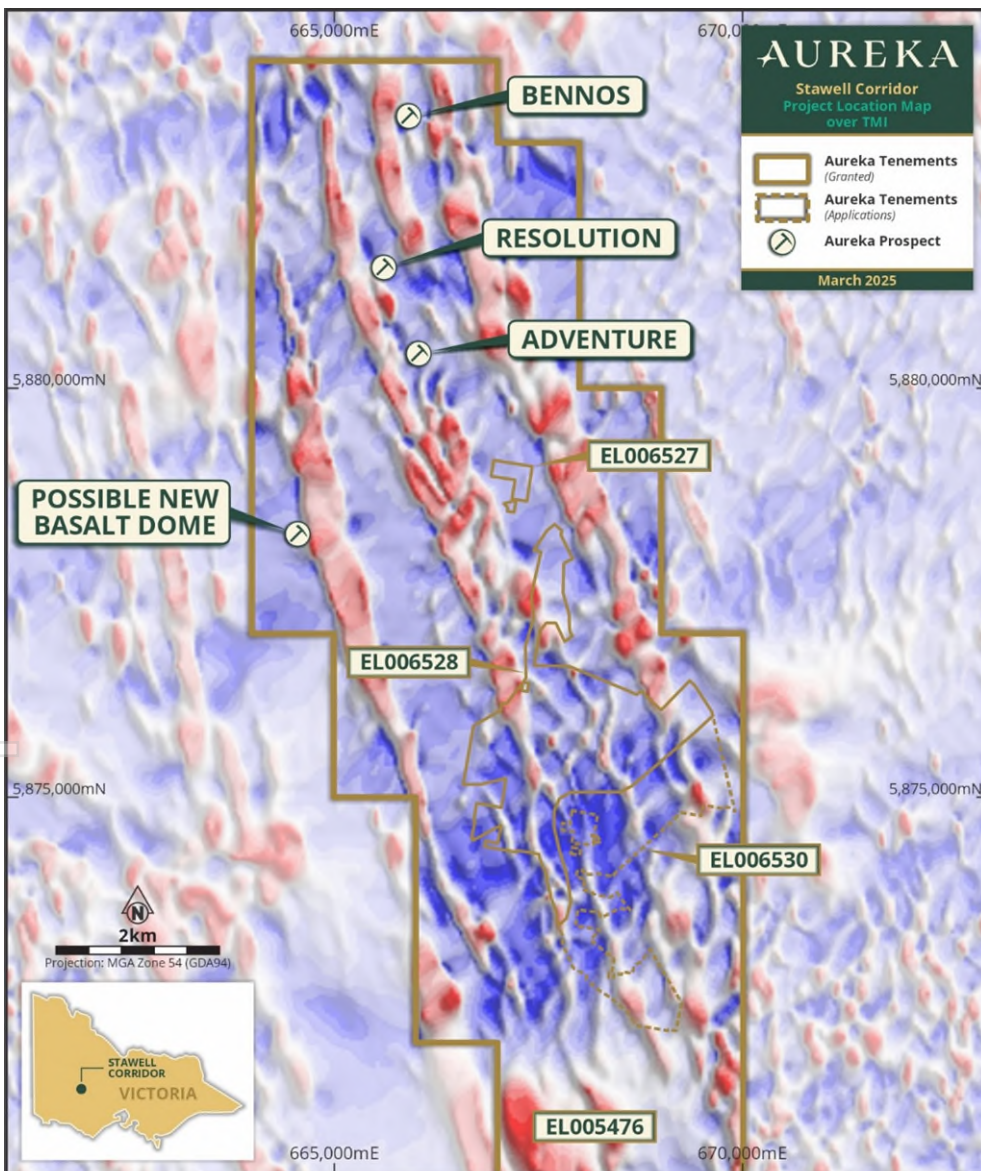 665,000mE
670,0
AUREKA
Stawell Corridor
Project Location Map
over TMI
Aureka Tenements
(Granted)
Aureka Tenements
(Applications)
Aureka Prospect
March 2025
BENNOS
RESOLUTION
ADVENTURE
5,880,000mN
5,880,000mN
EL006527
POSSIBLE NEW
BASALT DOME
EL006528
5,875,000mN
5,875,000mN
EL006530
N
2km
Projection: MGA Zone 54 (GDA94)
STAWELL
CORRIDOR
VICTORIA
EL005476
665,000mE
670,000mE